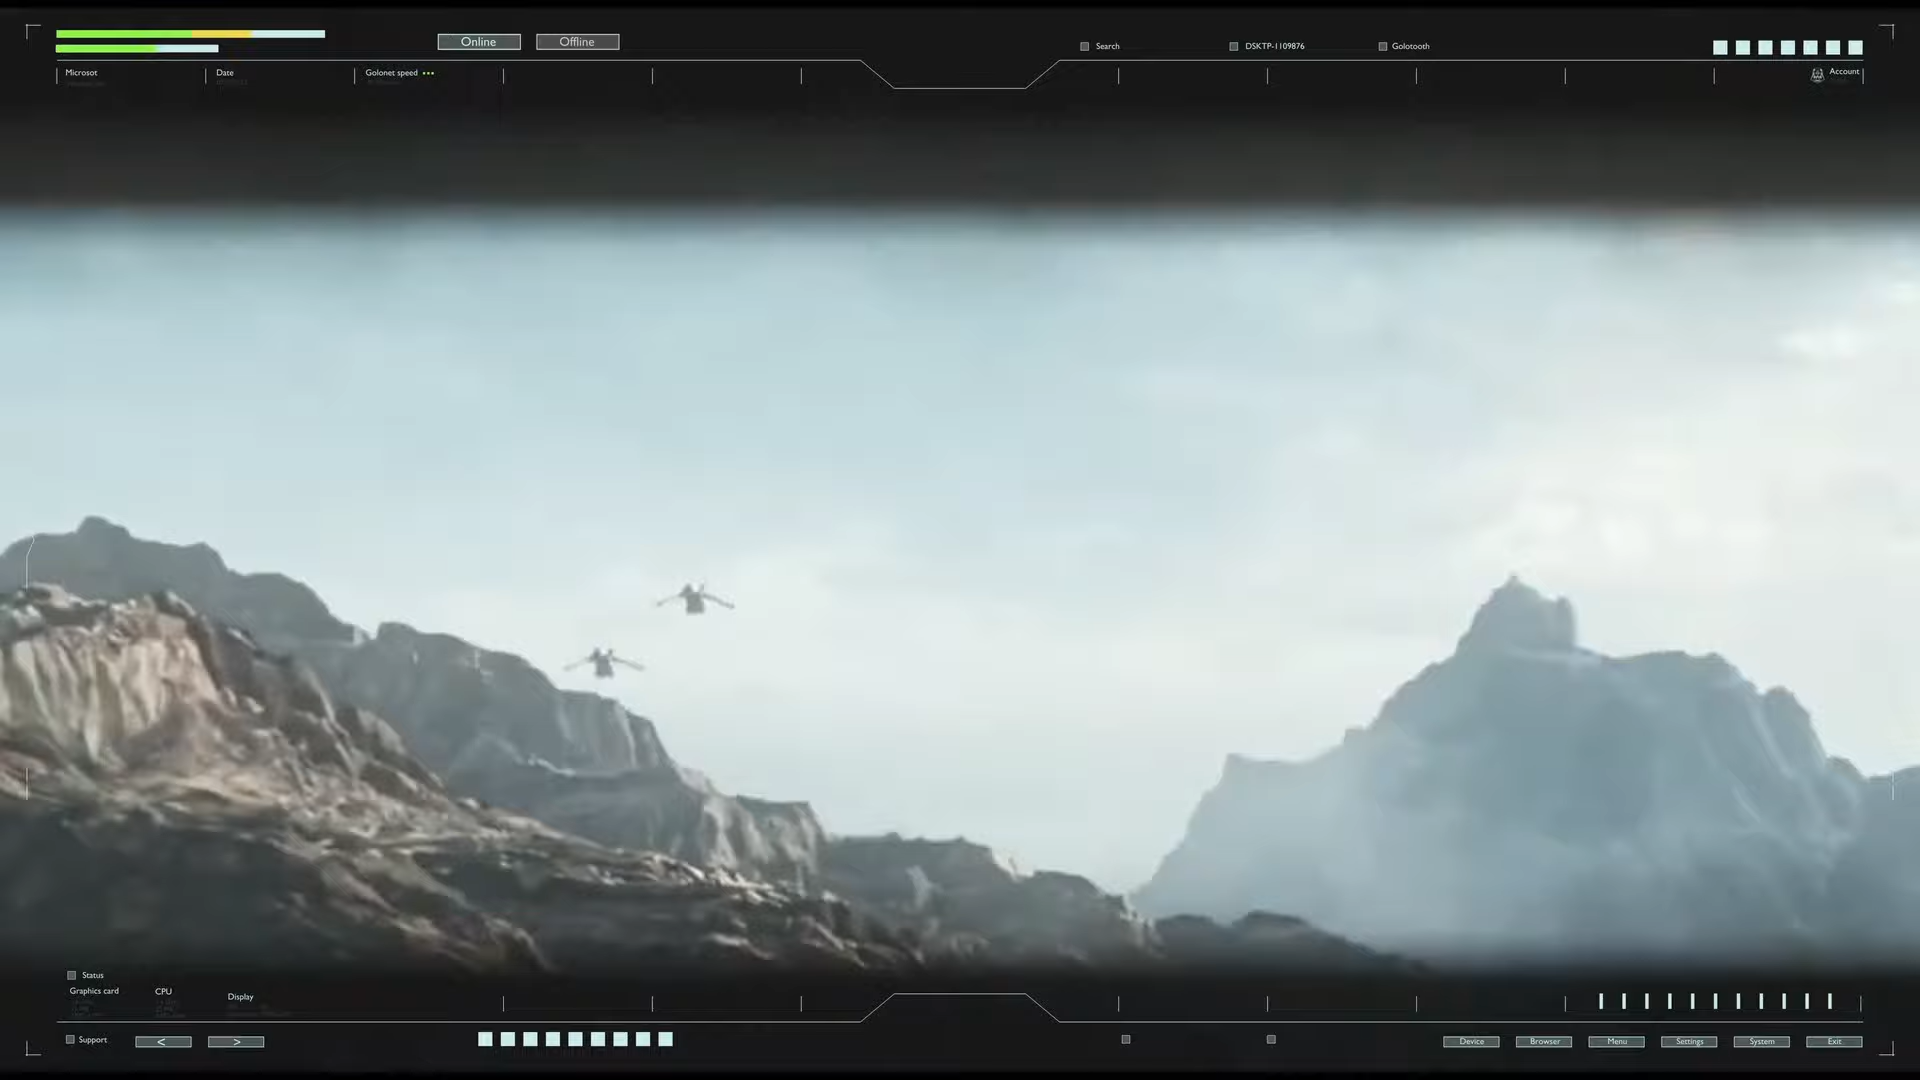 Online
Offline
Search
DSKTP-1109876
Golotooth
Microsot
Date
Golonet speed
Account
Status
Graphics card
CPU
Display
Support
<
>
Device
Browser
Menu
Settings
System
Exit